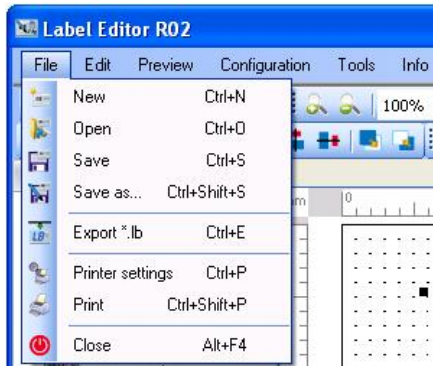 Label Editor R02
File Edit Preview Configuration Tools Info
New Ctrl+N
100%
Open Ctrl+O
Save Ctrl+S
Save as... Ctrl+Shift+S
0
Export *.lb Ctrl+E
Printer settings Ctrl+P
Print Ctrl+Shift+P
Close Alt+F4